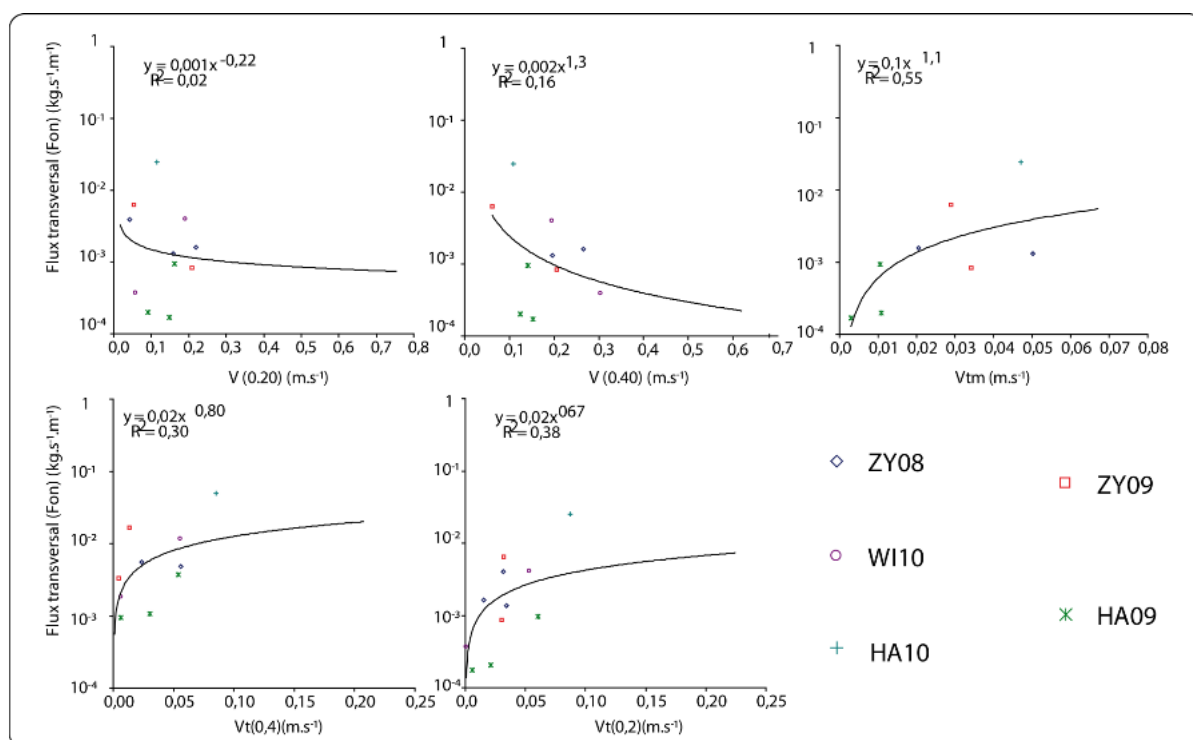 1
y = 0,001x-0,22
R2 = 0,02
10-1
10-2
10-3
10-4
Flux transversal (Fon) (kg.s-1.m-1)
0,0 0,1 0,2 0,3 0,4 0,5 0,6 0,7 0,8
V (0.20) (m.s-1)
1
y = 0,002x1,3
R2 = 0,16
10-1
10-2
10-3
10-4
0,0 0,1 0,2 0,3 0,4 0,5 0,6 0,7
V (0.40) (m.s-1)
1
y = 0,1x 1,1
R2 = 0,55
10-1
10-2
10-3
10-4
0,00 0,01 0,02 0,03 0,04 0,05 0,06 0,07 0,08
Vtm (m.s-1)
1
y = 0,02x 0,80
R2 = 0,30
10-1
10-2
10-3
10-4
Flux transversal (Fon) (kg.s-1.m-1)
0,00 0,05 0,10 0,15 0,20 0,25
Vt(0,4)(m.s-1)
1
y = 0,02x067
R2 = 0,38
10-1
10-2
10-3
10-4
0,00 0,05 0,10 0,15 0,20 0,25
Vt(0,2)(m.s-1)
ZY08
ZY09
WI10
HA09
HA10